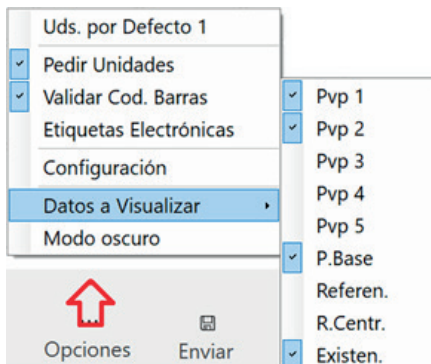 Uds. por Defecto 1
Pedir Unidades
Validar Cod. Barras
Etiquetas Electrónicas
Configuración
Datos a Visualizar
Modo oscuro
Pvp 1
Pvp 2
Pvp 3
Pvp 4
Pvp 5
P.Base
Referen.
R.Centr.
Existen.
...
Opciones
Enviar